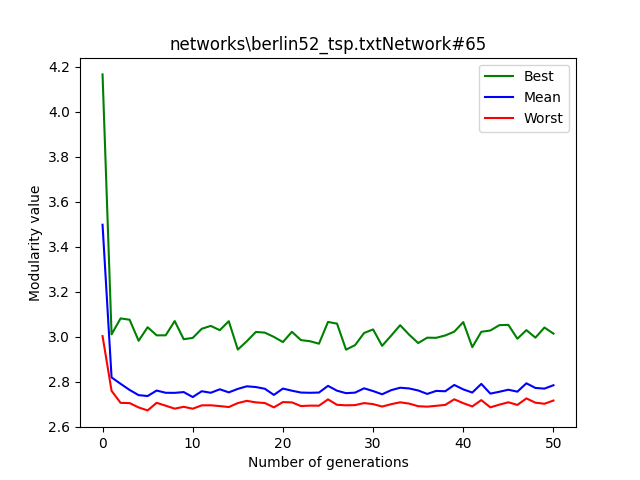 networks\berlin52_tsp.txtNetwork#65
Best
Mean
Worst
Modularity value
4.2
4.0
3.8
3.6
3.4
3.2
3.0
2.8
2.6
0 10 20 30 40 50
Number of generations